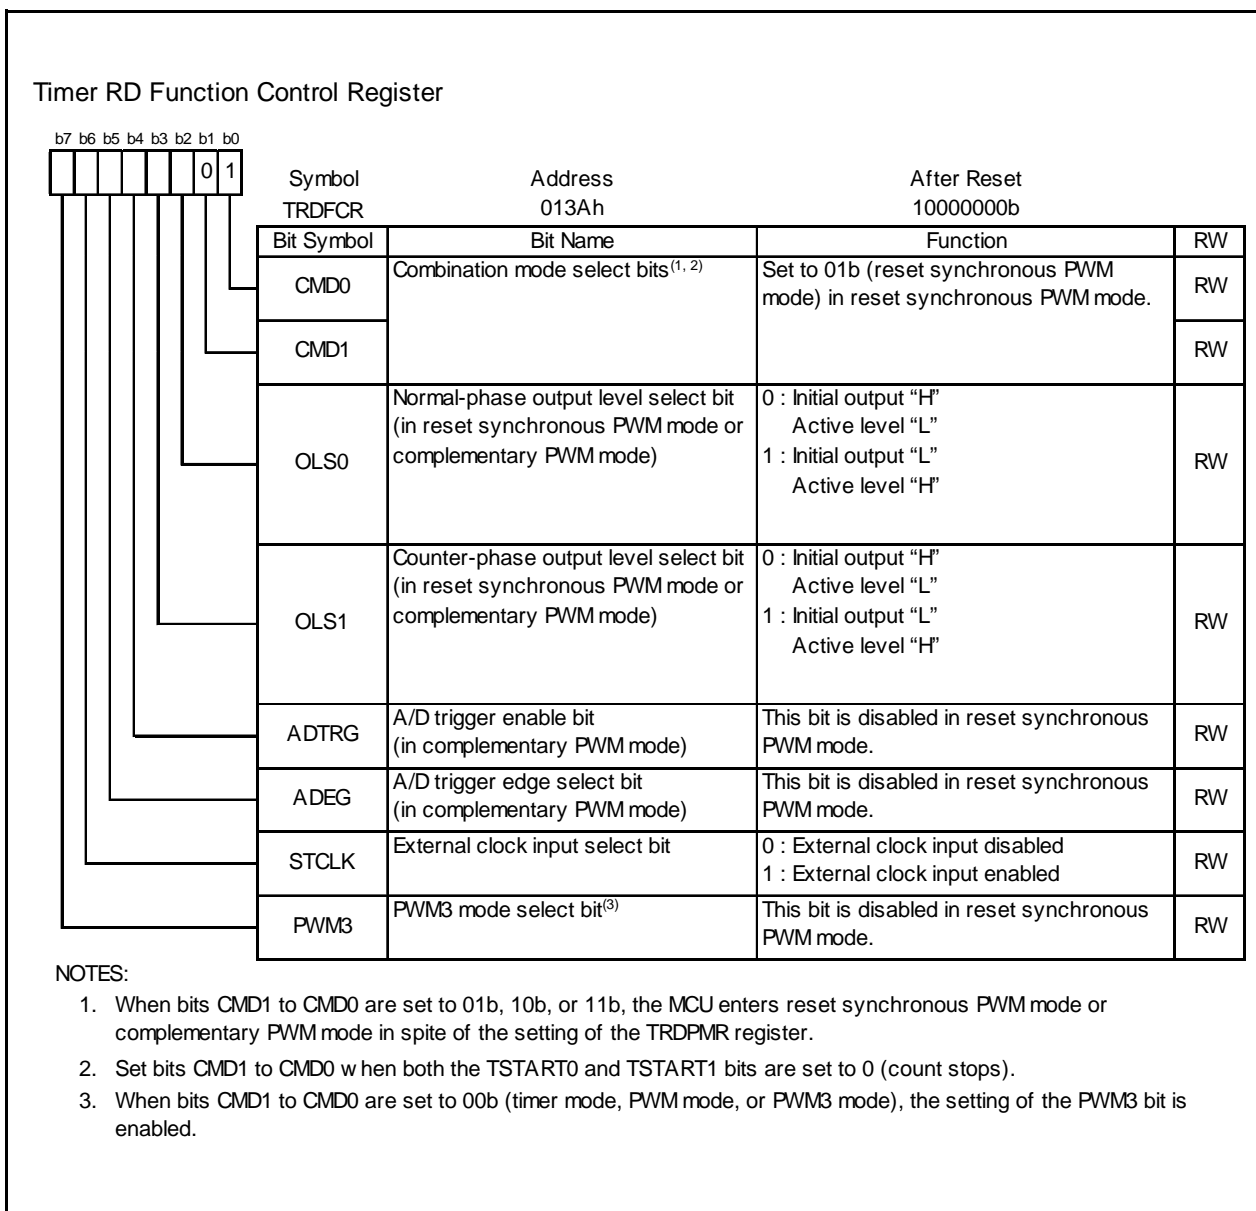 Timer RD Function Control Register
b7 b6 b5 b4 b3 b2 b1 b0
0 1
Symbol Address After Reset
TRDFCR 013Ah 10000000b
Bit Symbol Bit Name Function RW
CMD0 Combination mode select bits(1, 2) Set to 01b (reset synchronous PWM RW
mode) in reset synchronous PWM mode.
CMD1 RW
Normal-phase output level select bit 0 : Initial output “H”
(in reset synchronous PWM mode or Active level “L”
OLS0 complementary PWM mode) 1 : Initial output “L” RW
Active level “H”
Counter-phase output level select bit 0 : Initial output “H”
(in reset synchronous PWM mode or Active level “L”
OLS1 complementary PWM mode) 1 : Initial output “L” RW
Active level “H”
ADTRG A/D trigger enable bit This bit is disabled in reset synchronous RW
(in complementary PWM mode) PWM mode.
ADEG A/D trigger edge select bit This bit is disabled in reset synchronous RW
(in complementary PWM mode) PWM mode.
STCLK External clock input select bit 0 : External clock input disabled RW
1 : External clock input enabled
PWM3 PWM3 mode select bit(3) This bit is disabled in reset synchronous RW
PWM mode.
NOTES:
1. When bits CMD1 to CMD0 are set to 01b, 10b, or 11b, the MCU enters reset synchronous PWM mode or
complementary PWM mode in spite of the setting of the TRDPMR register.
2. Set bits CMD1 to CMD0 when both the TSTART0 and TSTART1 bits are set to 0 (count stops).
3. When bits CMD1 to CMD0 are set to 00b (timer mode, PWM mode, or PWM3 mode), the setting of the PWM3 bit is
enabled.